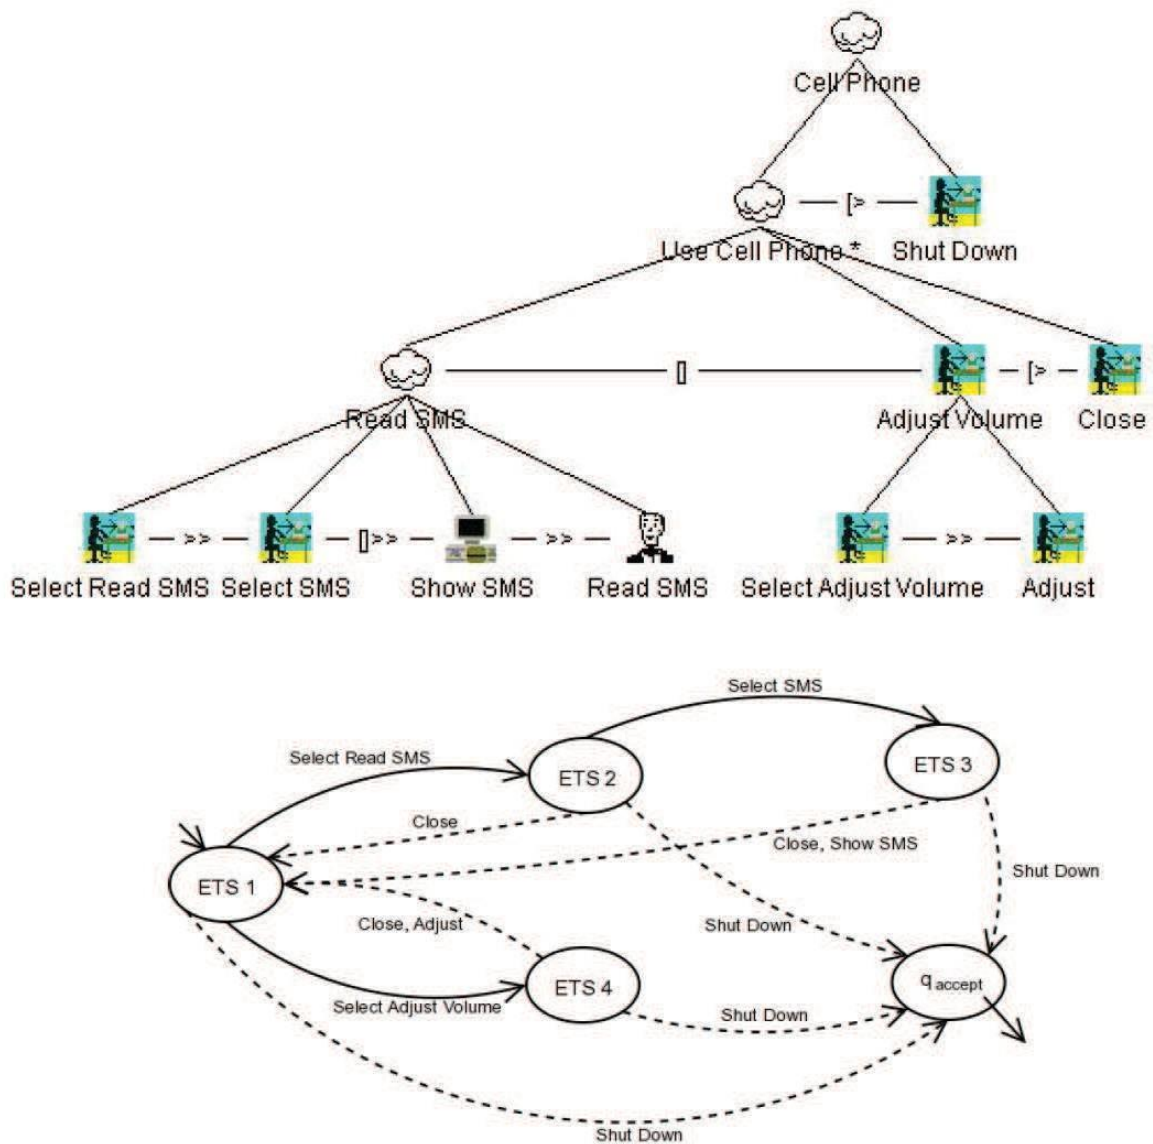 Cell Phone
[>
Use Cell Phone * Shut Down
[] [>
Read SMS Adjust Volume Close
>> []>> >> >>
Select Read SMS Select SMS Show SMS Read SMS Select Adjust Volume Adjust
Select SMS
Select Read SMS
ETS 2 ETS 3
Close
Close, Show SMS
Shut Down
ETS 1
Close, Adjust
Shut Down
Select Adjust Volume
ETS 4
q accept
Shut Down
Shut Down